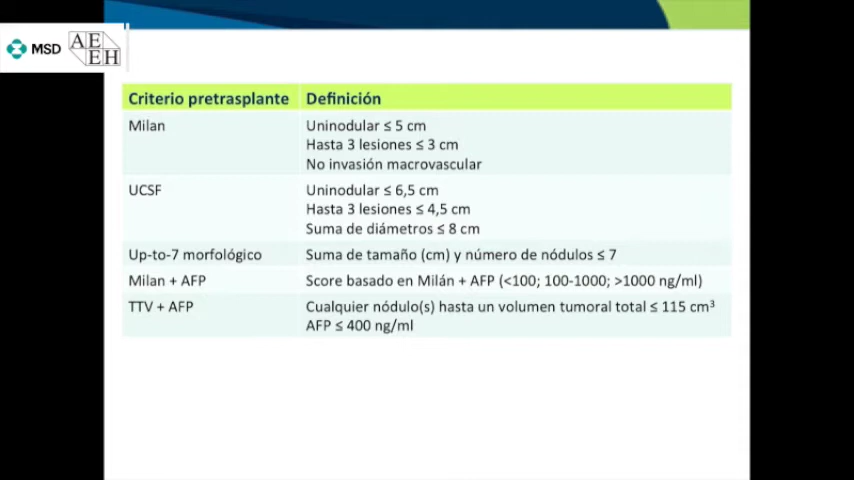 MSD
AE
EH
Criterio pretrasplante Definición
Milan Uninodular ≤ 5 cm
Hasta 3 lesiones ≤ 3 cm
No invasión macrovascular
UCSF Uninodular ≤ 6,5 cm
Hasta 3 lesiones ≤ 4,5 cm
Suma de diámetros ≤ 8 cm
Up-to-7 morfológico Suma de tamaño (cm) y número de nódulos ≤ 7
Milan + AFP Score basado en Milán + AFP (<100; 100-1000; >1000 ng/ml)
TTV + AFP Cualquier nódulo(s) hasta un volumen tumoral total ≤ 115 cm³
AFP ≤ 400 ng/ml